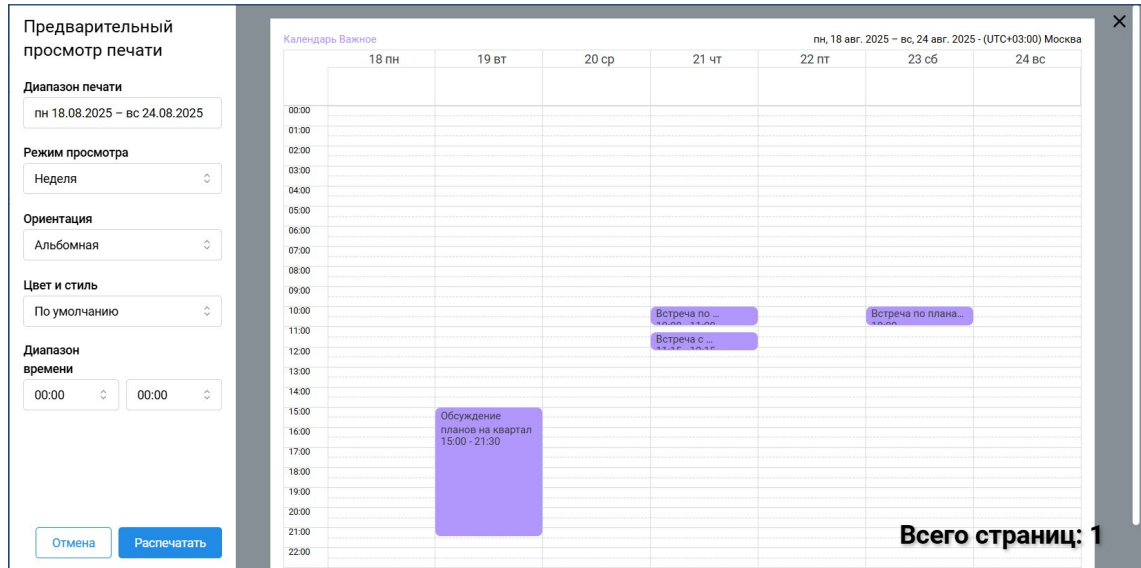 Предварительный
просмотр печати
Диапазон печати
пн 18.08.2025 – вс 24.08.2025
Режим просмотра
Неделя
Ориентация
Альбомная
Цвет и стиль
По умолчанию
Диапазон
времени
00:00 00:00
Отмена Распечатать
Календарь Важное пн, 18 авг. 2025 – вс, 24 авг. 2025 - (UTC+03:00) Москва
18 пн 19 вт 20 ср 21 чт 22 пт 23 сб 24 вс
00:00
01:00
02:00
03:00
04:00
05:00
06:00
07:00
08:00
09:00
10:00
Встреча по ... Встреча по плана...
11:00
Встреча с ...
12:00
13:00
14:00
15:00
Обсуждение
16:00 планов на квартал
15:00 - 21:30
17:00
18:00
19:00
20:00
21:00
22:00
Всего страниц: 1